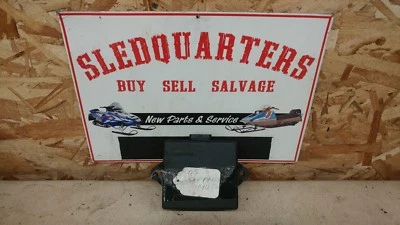 SLEDQUARTERS
BUY SELL SALVAGE
New Parts & Service